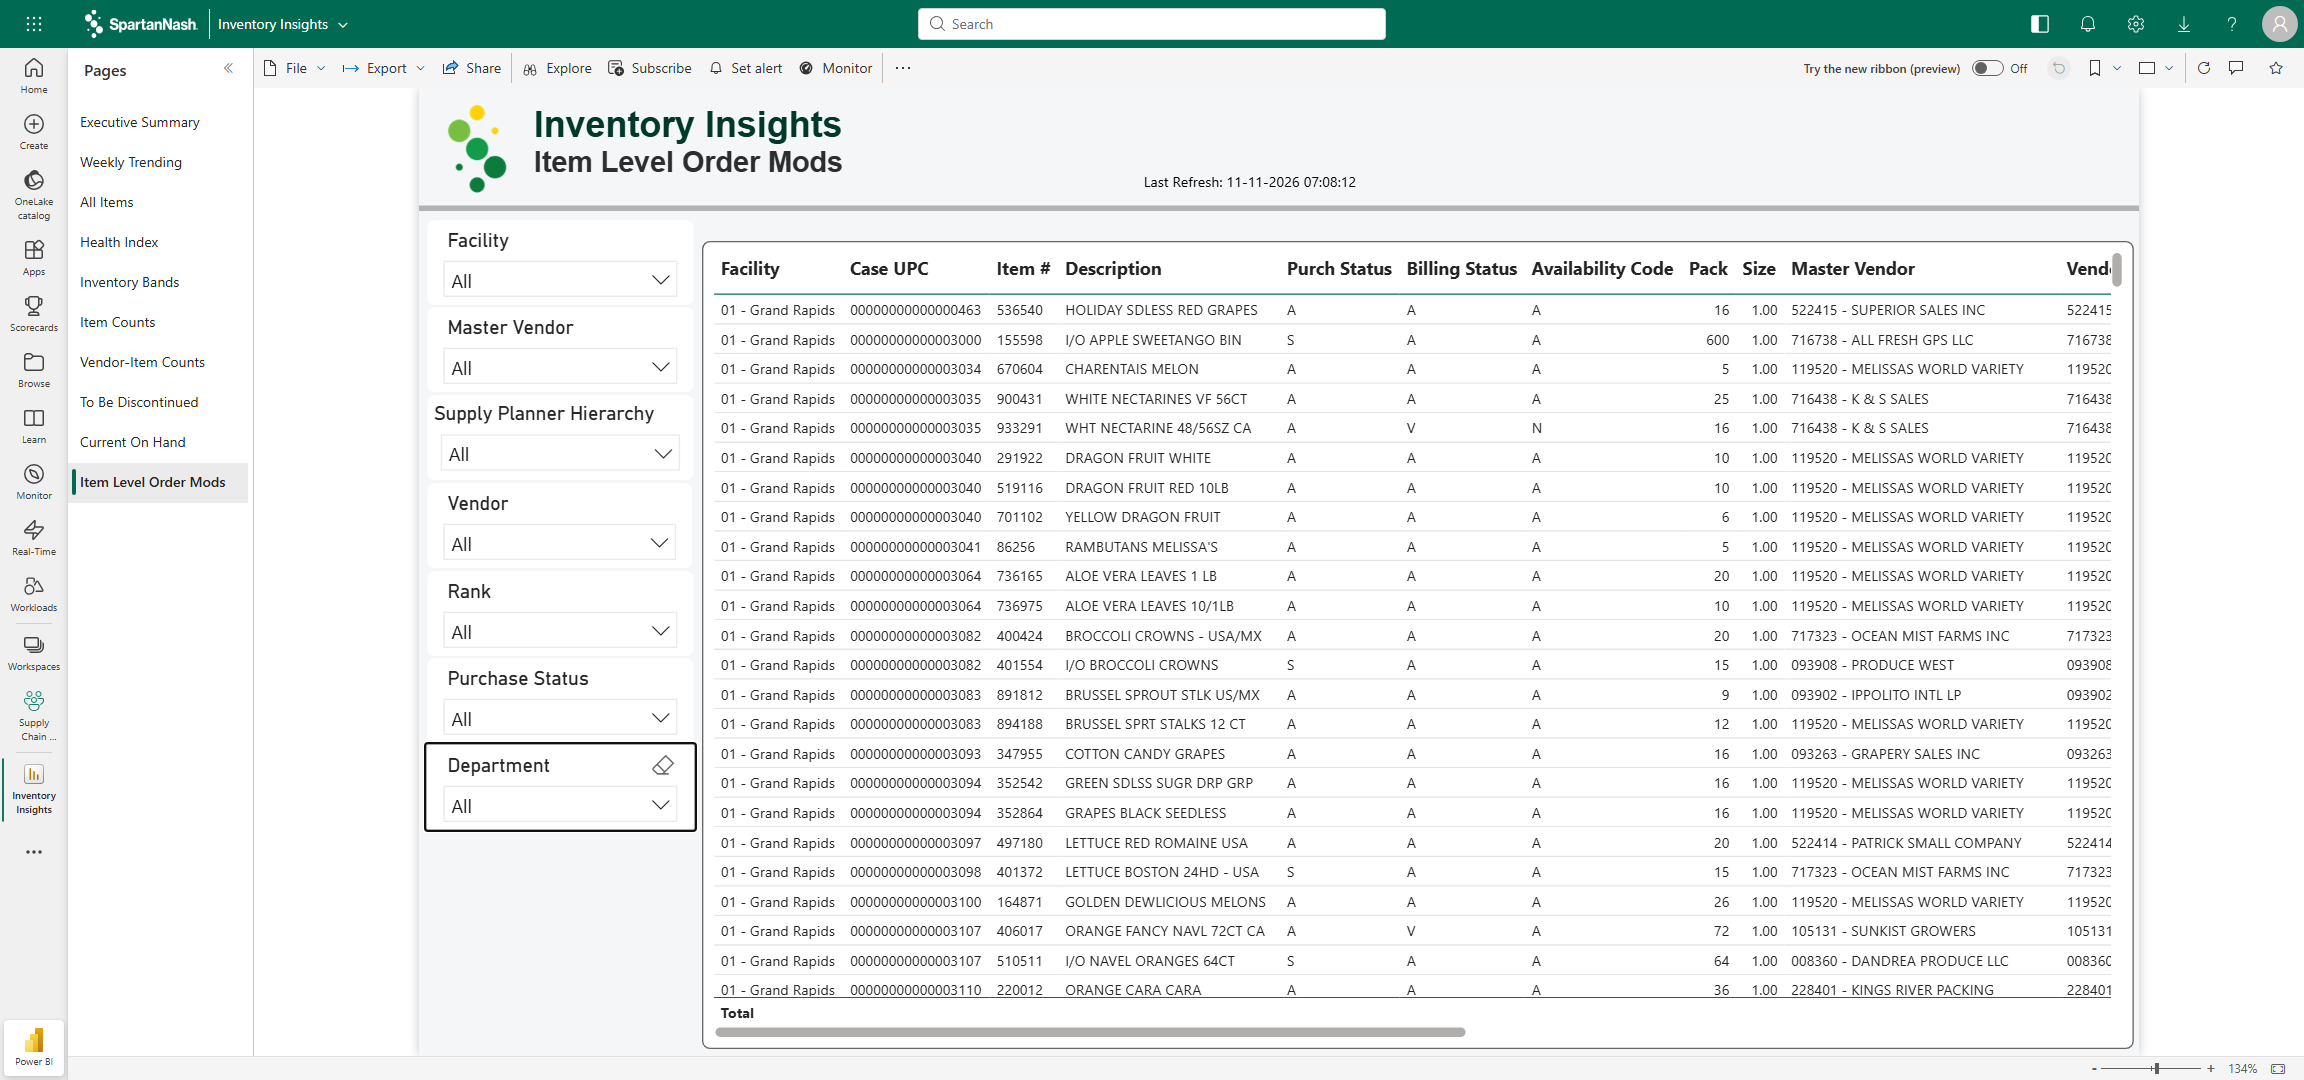 SpartanNash Inventory Insights Search
Pages
File Export Share Explore Subscribe Set alert Monitor Try the new ribbon (preview) Off
Home
Create
OneLake catalog
Apps
Scorecards
Browse
Learn
Monitor
Real-Time
Workloads
Workspaces
Supply Chain ...
Inventory Insights
Power BI
Executive Summary
Weekly Trending
All Items
Health Index
Inventory Bands
Item Counts
Vendor-Item Counts
To Be Discontinued
Current On Hand
Item Level Order Mods
Inventory Insights
Item Level Order Mods
Last Refresh: 11-11-2026 07:08:12
Facility
All
Master Vendor
All
Supply Planner Hierarchy
All
Vendor
All
Rank
All
Purchase Status
All
Department
All
Facility Case UPC Item # Description Purch Status Billing Status Availability Code Pack Size Master Vendor
01 - Grand Rapids 00000000000000463 536540 HOLIDAY SDLESS RED GRAPES A A A 16 1.00 522415 - SUPERIOR SALES INC 522415
01 - Grand Rapids 00000000000003000 155598 I/O APPLE SWEETANGO BIN S A A 600 1.00 716738 - ALL FRESH GPS LLC 716738
01 - Grand Rapids 00000000000003034 670604 CHARENTAIS MELON A A A 5 1.00 119520 - MELISSAS WORLD VARIETY 119520
01 - Grand Rapids 00000000000003035 900431 WHITE NECTARINES VF 56CT A A A 25 1.00 716438 - K & S SALES 716438
01 - Grand Rapids 00000000000003035 933291 WHT NECTARINE 48/56SZ CA A V N 16 1.00 716438 - K & S SALES 716438
01 - Grand Rapids 00000000000003040 291922 DRAGON FRUIT WHITE A A A 10 1.00 119520 - MELISSAS WORLD VARIETY 119520
01 - Grand Rapids 00000000000003040 519116 DRAGON FRUIT RED 10LB A A A 10 1.00 119520 - MELISSAS WORLD VARIETY 119520
01 - Grand Rapids 00000000000003040 701102 YELLOW DRAGON FRUIT A A A 6 1.00 119520 - MELISSAS WORLD VARIETY 119520
01 - Grand Rapids 00000000000003041 86256 RAMBUTANS MELISSA'S A A A 5 1.00 119520 - MELISSAS WORLD VARIETY 119520
01 - Grand Rapids 00000000000003064 736165 ALOE VERA LEAVES 1 LB A A A 20 1.00 119520 - MELISSAS WORLD VARIETY 119520
01 - Grand Rapids 00000000000003064 736975 ALOE VERA LEAVES 10/1LB A A A 10 1.00 119520 - MELISSAS WORLD VARIETY 119520
01 - Grand Rapids 00000000000003082 400424 BROCCOLI CROWNS - USA/MX A A A 20 1.00 717323 - OCEAN MIST FARMS INC 717323
01 - Grand Rapids 00000000000003082 401554 I/O BROCCOLI CROWNS S A A 15 1.00 093908 - PRODUCE WEST 093908
01 - Grand Rapids 00000000000003083 891812 BRUSSEL SPROUT STLK US/MX A A A 9 1.00 093902 - IPPOLITO INTL LP 093902
01 - Grand Rapids 00000000000003083 894188 BRUSSEL SPRT STALKS 12 CT A A A 12 1.00 119520 - MELISSAS WORLD VARIETY 119520
01 - Grand Rapids 00000000000003093 347955 COTTON CANDY GRAPES A A A 16 1.00 093263 - GRAPERY SALES INC 093263
01 - Grand Rapids 00000000000003094 352542 GREEN SDLSS SUGR DRP GRP A A A 16 1.00 119520 - MELISSAS WORLD VARIETY 119520
01 - Grand Rapids 00000000000003094 352864 GRAPES BLACK SEEDLESS A A A 16 1.00 119520 - MELISSAS WORLD VARIETY 119520
01 - Grand Rapids 00000000000003097 497180 LETTUCE RED ROMAINE USA A A A 20 1.00 522414 - PATRICK SMALL COMPANY 522414
01 - Grand Rapids 00000000000003098 401372 LETTUCE BOSTON 24HD - USA S A A 15 1.00 717323 - OCEAN MIST FARMS INC 717323
01 - Grand Rapids 00000000000003100 164871 GOLDEN DEWLICIOUS MELONS A A A 26 1.00 119520 - MELISSAS WORLD VARIETY 119520
01 - Grand Rapids 00000000000003107 406017 ORANGE FANCY NAVL 72CT CA A V A 72 1.00 105131 - SUNKIST GROWERS 105131
01 - Grand Rapids 00000000000003107 510511 I/O NAVEL ORANGES 64CT S A A 64 1.00 008360 - DANDREA PRODUCE LLC 008360
01 - Grand Rapids 00000000000003110 220012 ORANGE CARA CARA A A A 36 1.00 228401 - KINGS RIVER PACKING 228401
Total
- + 134%